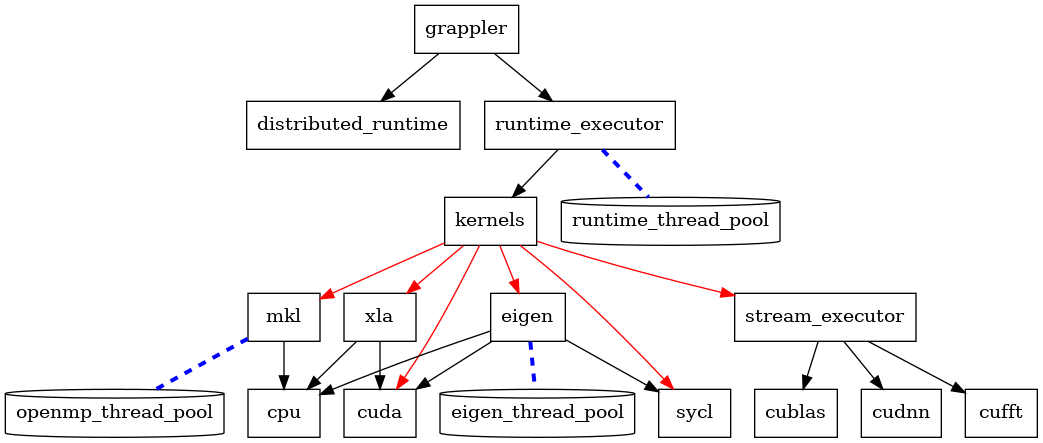 grappler
distributed_runtime
runtime_executor
kernels
runtime_thread_pool
mkl
xla
eigen
stream_executor
openmp_thread_pool
cpu
cuda
eigen_thread_pool
sycl
cublas
cudnn
cufft